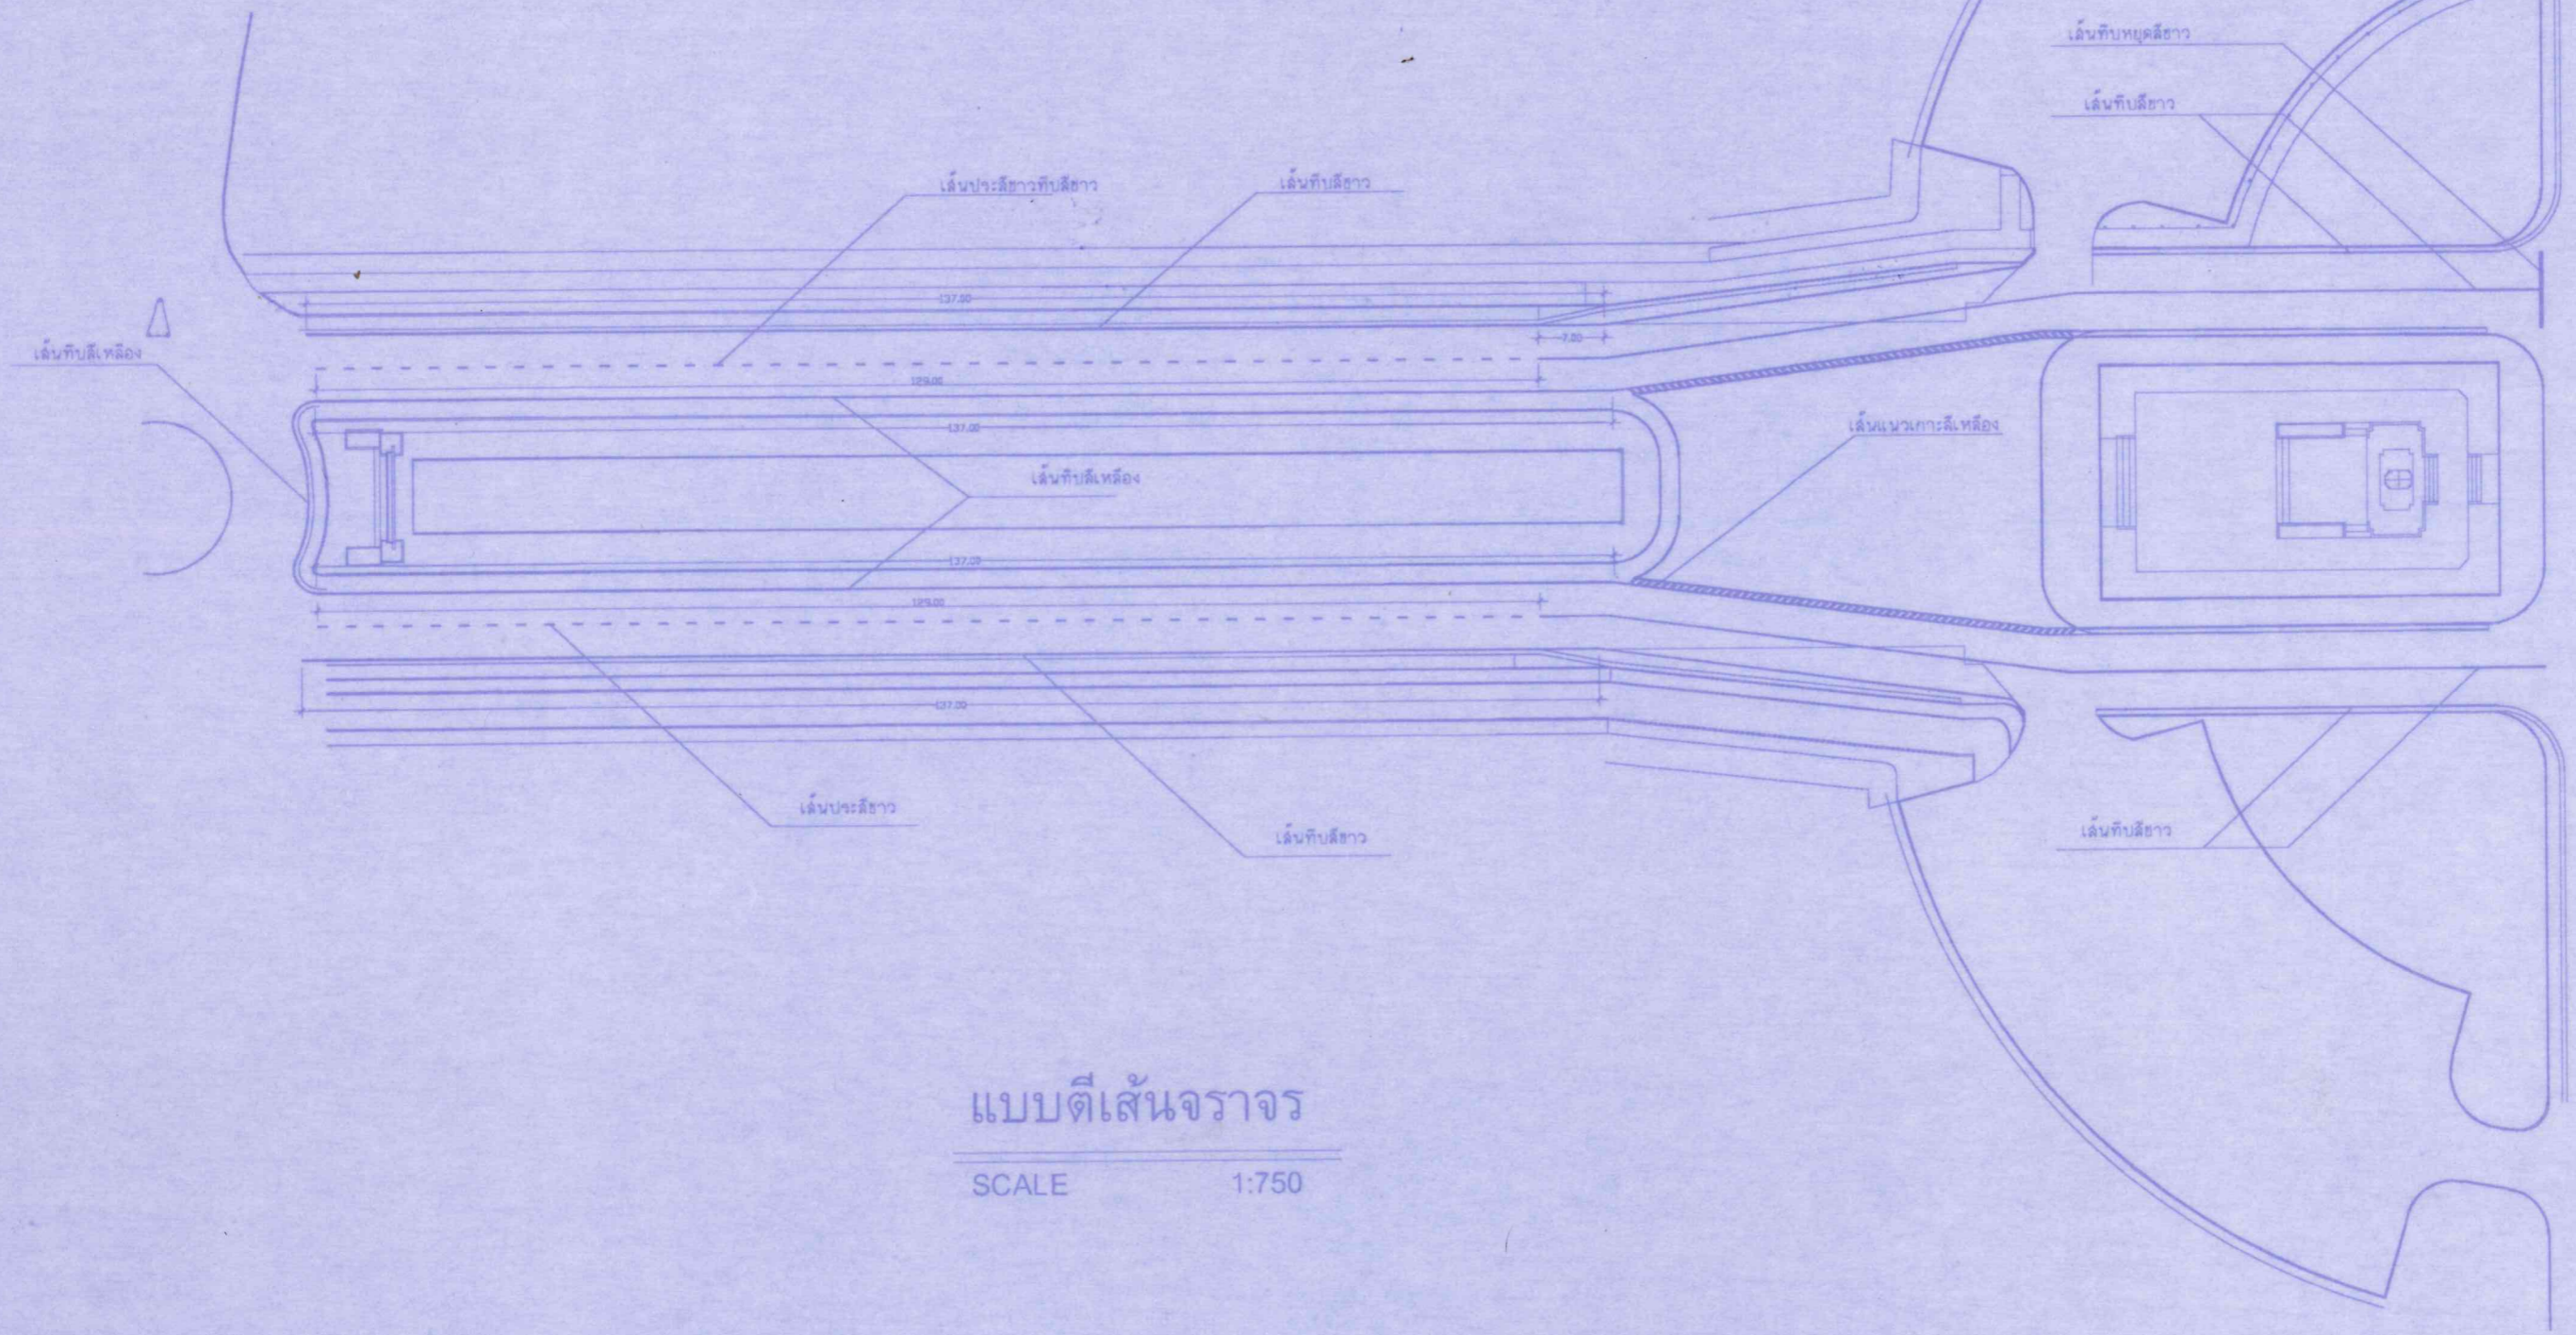 เส้นทึบหยุดสีขาว
เส้นทึบสีขาว
เส้นประสีขาวทึบสีขาว
เส้นทึบสีขาว
137.00
7.00
เส้นทึบสีเหลือง
129.00
137.00
เส้นแนวเกาะสีเหลือง
เส้นทึบสีเหลือง
137.00
129.00
137.00
เส้นประสีขาว
เส้นทึบสีขาว
เส้นทึบสีขาว
แบบตีเส้นจราจร
SCALE 1:750